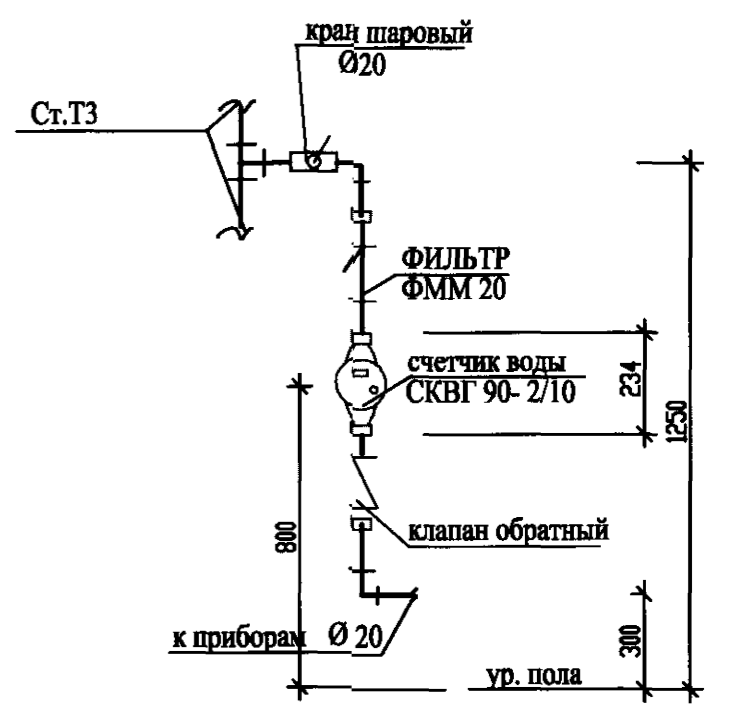 кран шаровый
Ø20
Ст.Т3
ФИЛЬТР
ФММ 20
счетчик воды
СКВГ 90- 2/10
234
1250
800
клапан обратный
к приборам Ø 20
300
ур. пола